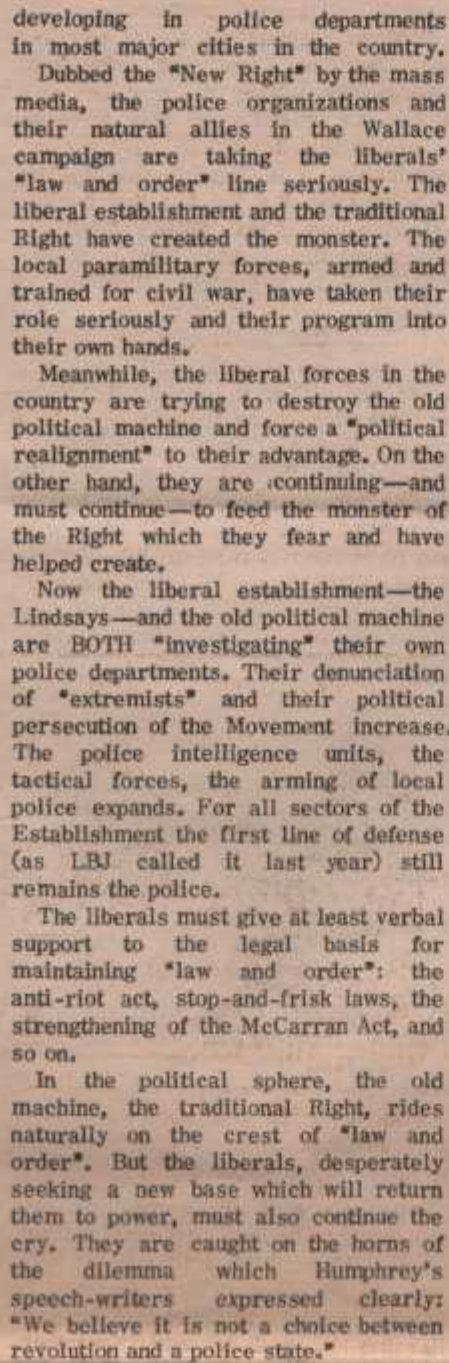 developing in police departments
in most major cities in the country.
Dubbed the "New Right" by the mass
media, the police organizations and
their natural allies in the Wallace
campaign are taking the liberals'
"law and order" line seriously. The
liberal establishment and the traditional
Right have created the monster. The
local paramilitary forces, armed and
trained for civil war, have taken their
role seriously and their program into
their own hands.
Meanwhile, the liberal forces in the
country are trying to destroy the old
political machine and force a "political
realignment" to their advantage. On the
other hand, they are continuing—and
must continue—to feed the monster of
the Right which they fear and have
helped create.
Now the liberal establishment—the
Lindsays—and the old political machine
are BOTH "investigating" their own
police departments. Their denunciation
of "extremists" and their political
persecution of the Movement increase.
The police intelligence units, the
tactical forces, the arming of local
police expands. For all sectors of the
Establishment the first line of defense
(as LBJ called it last year) still
remains the police.
The liberals must give at least verbal
support to the legal basis for
maintaining "law and order": the
anti-riot act, stop-and-frisk laws, the
strengthening of the McCarran Act, and
so on.
In the political sphere, the old
machine, the traditional Right, rides
naturally on the crest of "law and
order". But the liberals, desperately
seeking a new base which will return
them to power, must also continue the
cry. They are caught on the horns of
the dilemma which Humphrey's
speech-writers expressed clearly:
"We believe it is not a choice between
revolution and a police state."